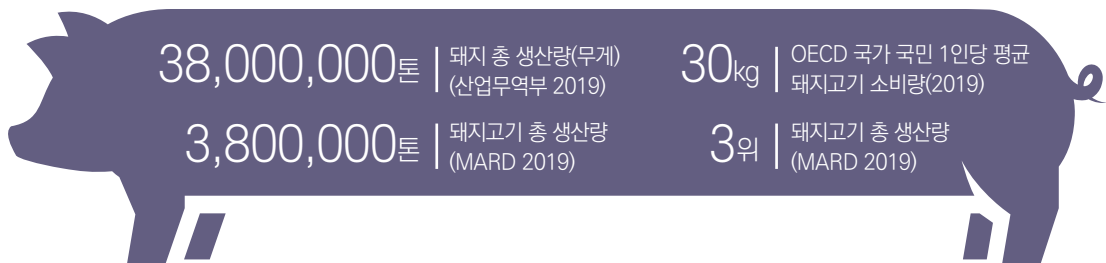 38,000,000톤
돼지 총 생산량(무게)
(산업무역부 2019)
30kg
OECD 국가 국민 1인당 평균
돼지고기 소비량(2019)
3,800,000톤
돼지고기 총 생산량
(MARD 2019)
3위
돼지고기 총 생산량
(MARD 2019)